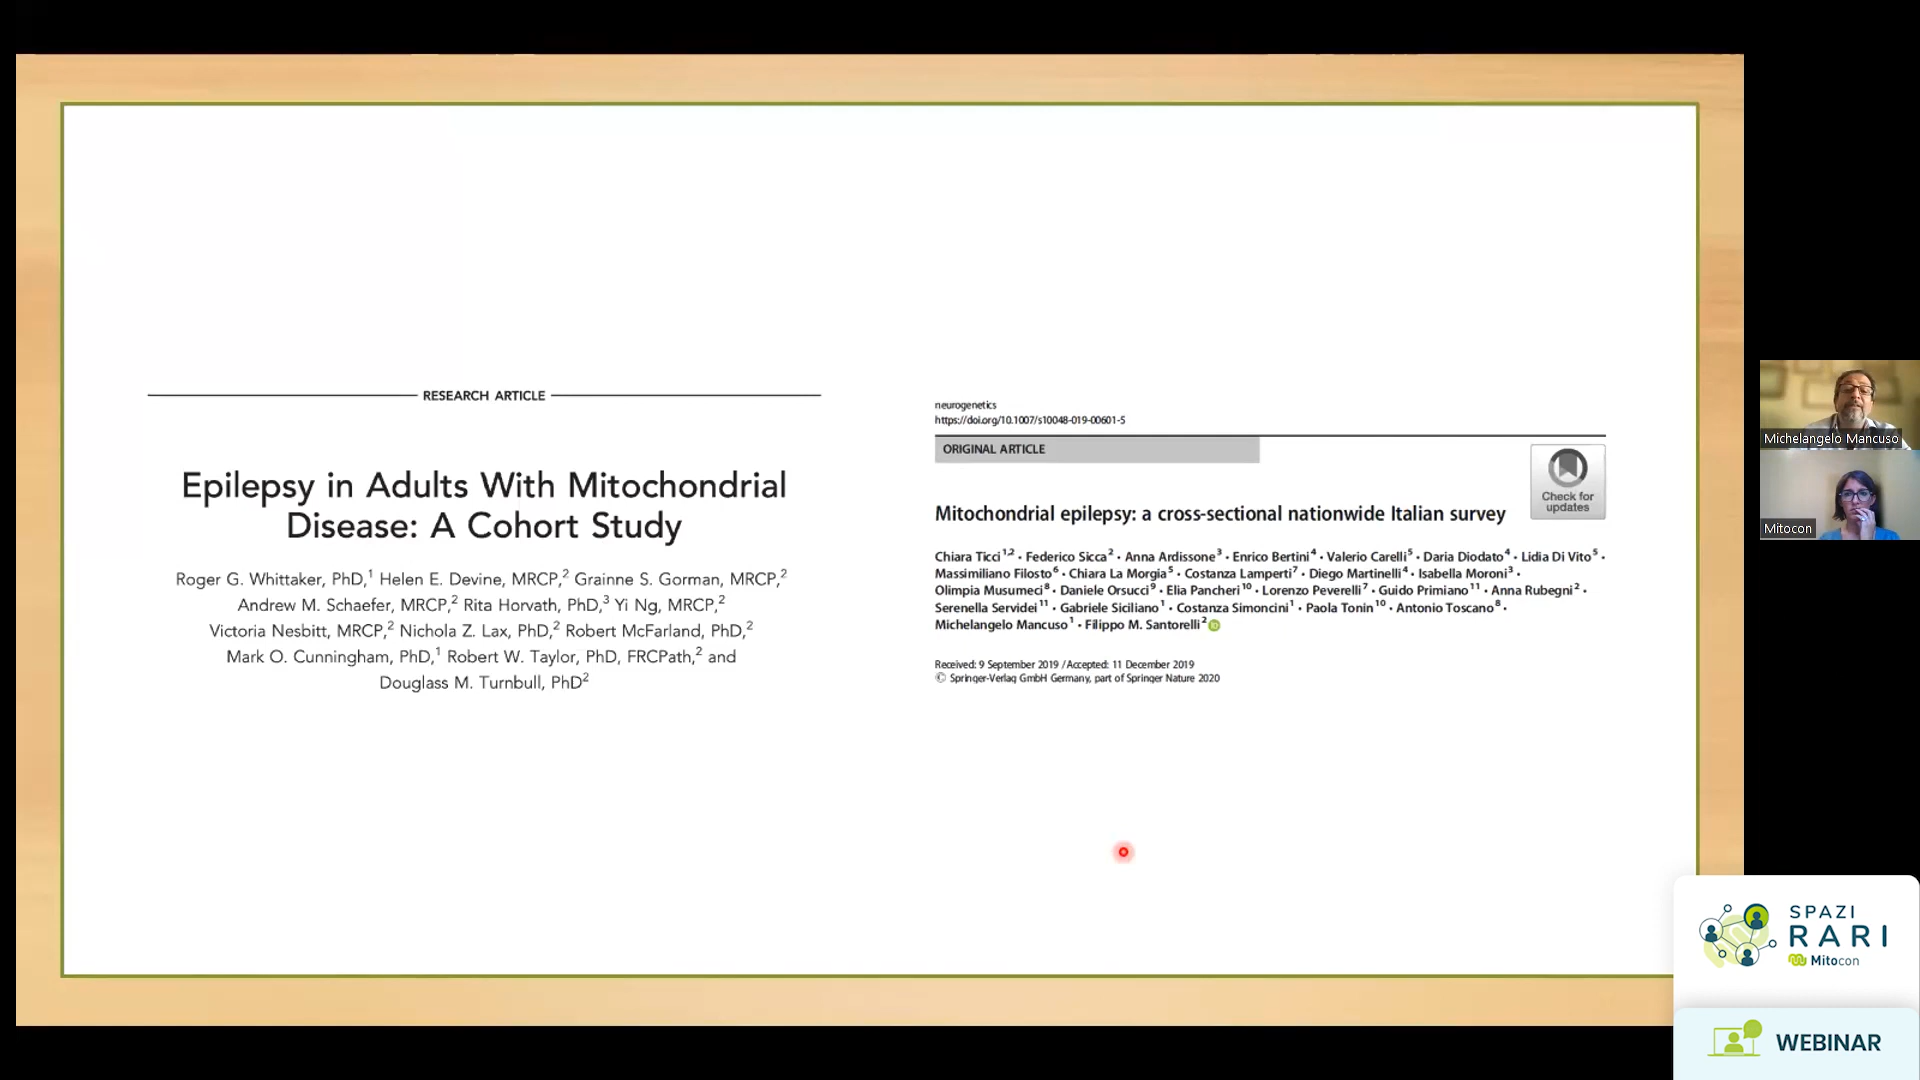 RESEARCH ARTICLE
Epilepsy in Adults With Mitochondrial
Disease: A Cohort Study
Roger G. Whittaker, PhD,1 Helen E. Devine, MRCP,2 Grainne S. Gorman, MRCP,2
Andrew M. Schaefer, MRCP,2 Rita Horvath, PhD,3 Yi Ng, MRCP,2
Victoria Nesbitt, MRCP,2 Nichola Z. Lax, PhD,2 Robert McFarland, PhD,2
Mark O. Cunningham, PhD,1 Robert W. Taylor, PhD, FRCPath,2 and
Douglass M. Turnbull, PhD2
neurogenetics
https://doi.org/10.1007/s10048-019-00601-5
ORIGINAL ARTICLE
Check for
updates
Mitochondrial epilepsy: a cross-sectional nationwide Italian survey
Chiara Ticci1,2 · Federico Sicca2 · Anna Ardissone3 · Enrico Bertini4 · Valerio Carelli5 · Daria Diodato4 · Lidia Di Vito5 ·
Massimiliano Filosto6 · Chiara La Morgia5 · Costanza Lamperti7 · Diego Martinelli4 · Isabella Moroni3 ·
Olimpia Musumeci8 · Daniele Orsucci9 · Elia Pancheri10 · Lorenzo Peverelli7 · Guido Primiano11 · Anna Rubegni2 ·
Serenella Servidei11 · Gabriele Siciliano1 · Costanza Simoncini1 · Paola Tonin10 · Antonio Toscano8 ·
Michelangelo Mancuso1 · Filippo M. Santorelli2 iD
Received: 9 September 2019 / Accepted: 11 December 2019
© Springer-Verlag GmbH Germany, part of Springer Nature 2020
Michelangelo Mancuso
Mitocon
SPAZI
RARI
Mitocon
WEBINAR